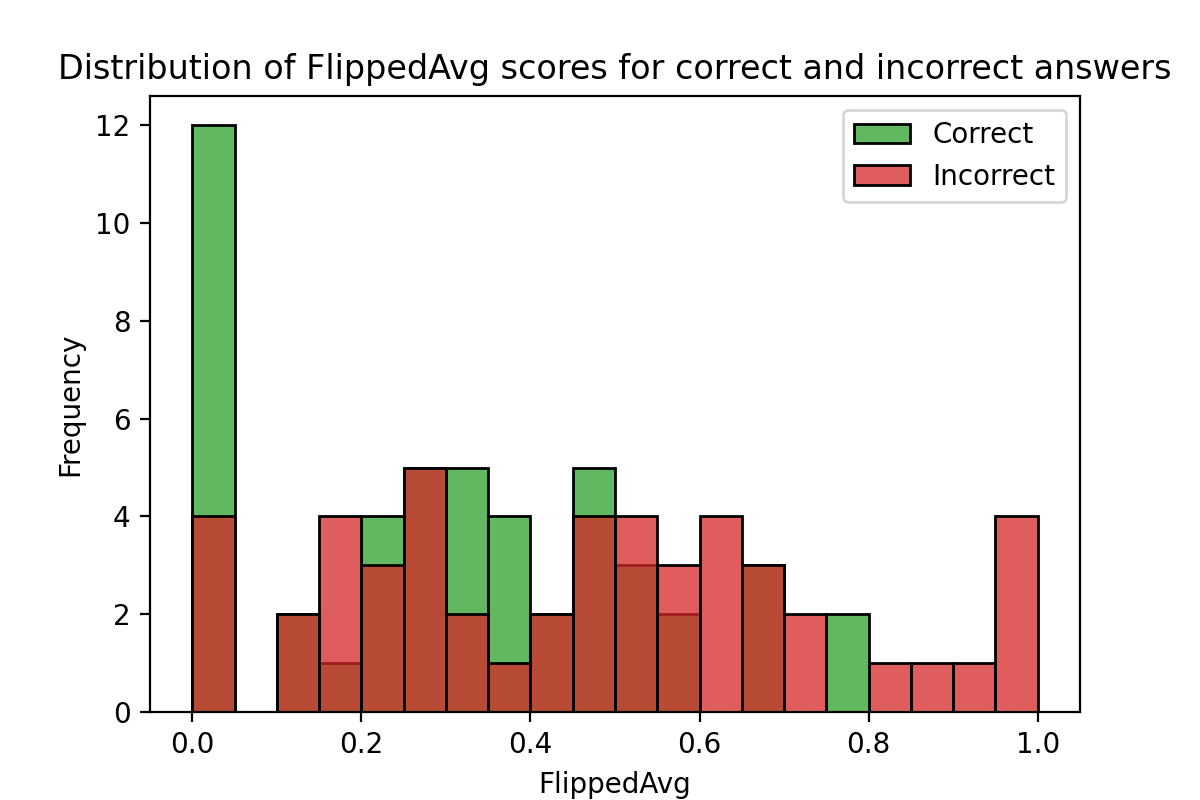 Distribution of FlippedAvg scores for correct and incorrect answers
Correct
Incorrect
12
10
8
6
4
2
0
Frequency
0.0 0.2 0.4 0.6 0.8 1.0
FlippedAvg